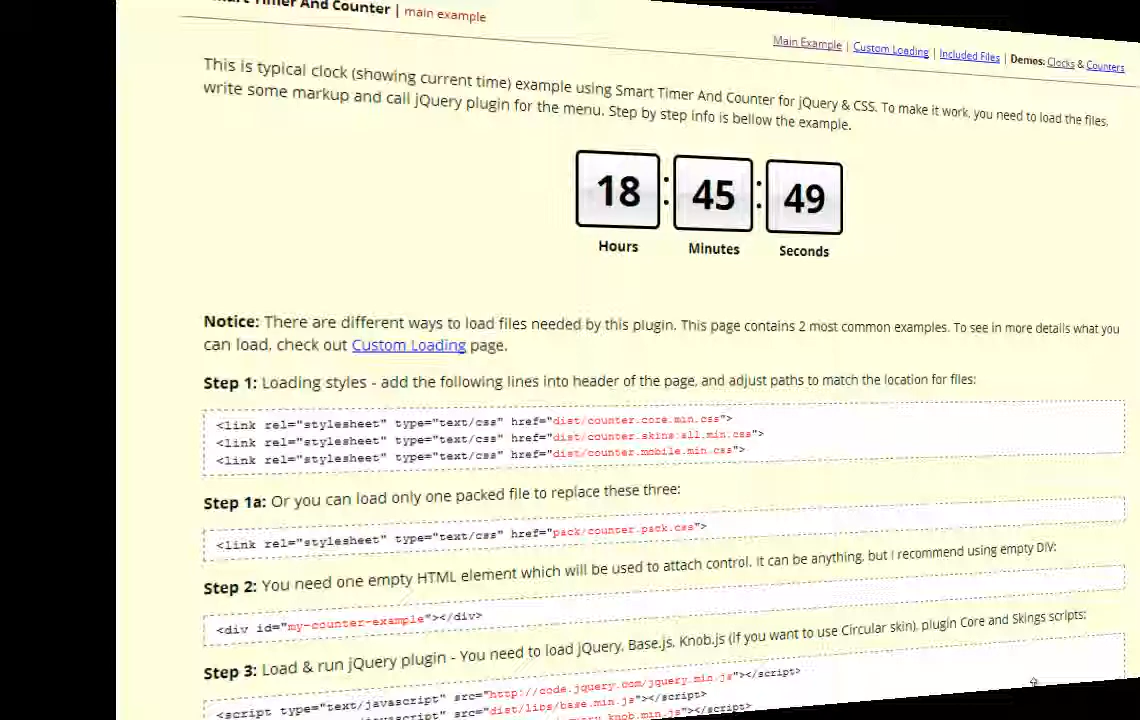 Smart Timer And Counter | main example
Main Example | Custom Loading | Included Files | Demos: Clocks & Counters
This is typical clock (showing current time) example using Smart Timer And Counter for jQuery & CSS. To make it work, you need to load the files,
write some markup and call jQuery plugin for the menu. Step by step info is bellow the example.
18 : 45 : 49
Hours Minutes Seconds
Notice: There are different ways to load files needed by this plugin. This page contains 2 most common examples. To see in more details what you
can load, check out Custom Loading page.
Step 1: Loading styles - add the following lines into header of the page, and adjust paths to match the location for files:
<link rel="stylesheet" type="text/css" href="dist/counter.core.min.css">
<link rel="stylesheet" type="text/css" href="dist/counter.skins.all.min.css">
<link rel="stylesheet" type="text/css" href="dist/counter.mobile.min.css">
Step 1a: Or you can load only one packed file to replace these three:
<link rel="stylesheet" type="text/css" href="pack/counter.pack.css">
Step 2: You need one empty HTML element which will be used to attach control. It can be anything, but I recommend using empty DIV:
<div id="my-counter-example"></div>
Step 3: Load & run jQuery plugin - You need to load jQuery, Base.js, Knob.js (if you want to use Circular skin), plugin Core and Skings scripts:
<script type="text/javascript" src="http://code.jquery.com/jquery.min.js"></script>
src="dist/libs/base.min.js"></script>
knob.min.js"></script>